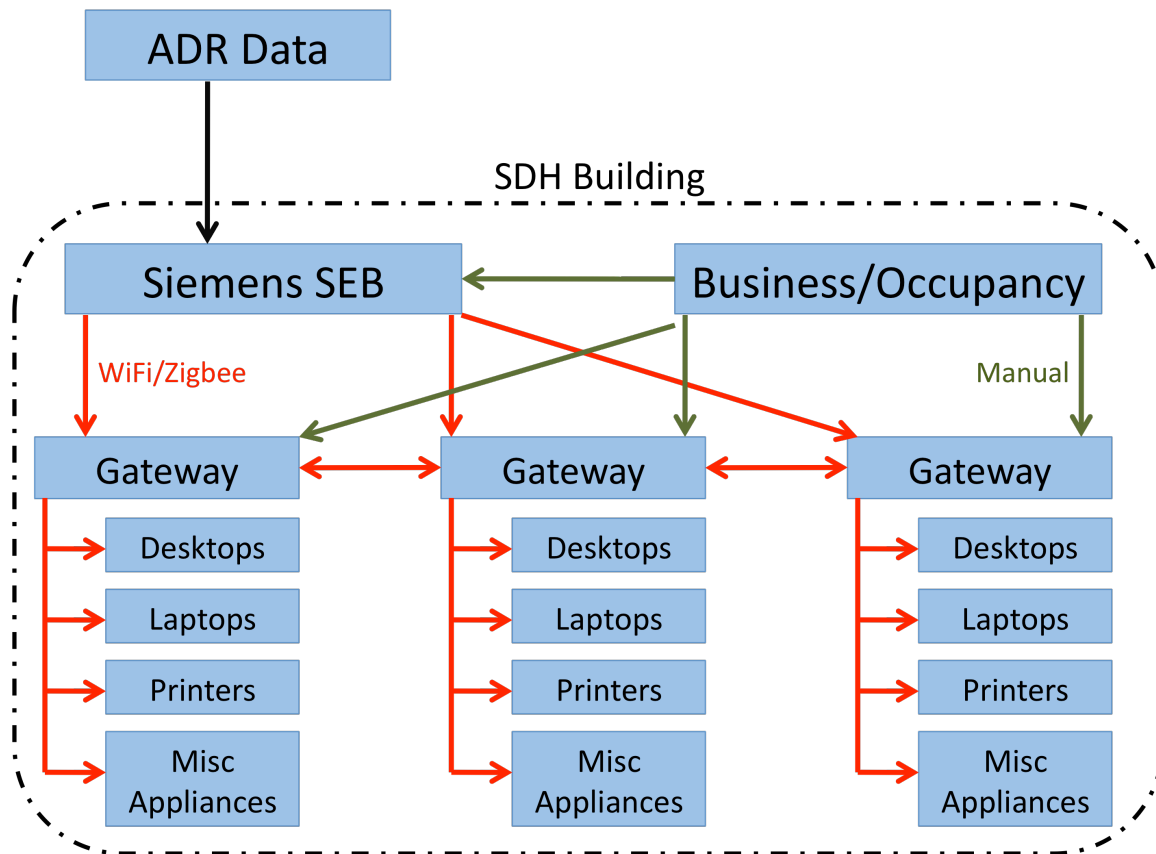 ADR Data
SDH Building
Siemens SEB
Business/Occupancy
WiFi/Zigbee
Manual
Gateway
Gateway
Gateway
Desktops
Desktops
Desktops
Laptops
Laptops
Laptops
Printers
Printers
Printers
Misc
Appliances
Misc
Appliances
Misc
Appliances